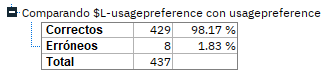 Comparando $L-usagepreference con usagepreference
Correctos 429 98.17 %
Erróneos 8 1.83 %
Total 437